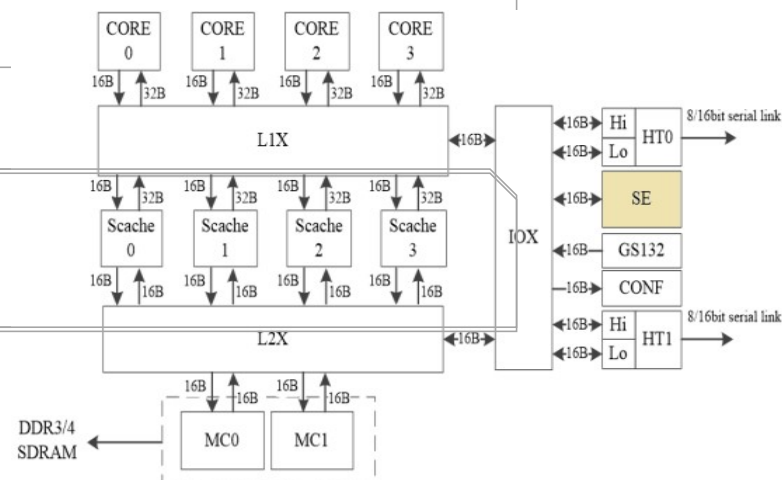 CORE 0
CORE 1
CORE 2
CORE 3
16B 32B 16B 32B 16B 32B 16B 32B
L1X
16B
16B 32B 16B 32B 16B 32B 16B 32B
Scache 0
Scache 1
Scache 2
Scache 3
16B 16B 16B 16B 16B 16B 16B 16B
L2X
16B
16B 16B 16B 16B
MC0
MC1
DDR3/4
SDRAM
IOX
16B Hi
16B Lo
HT0
8/16bit serial link
16B SE
16B GS132
16B CONF
16B Hi
16B Lo
HT1
8/16bit serial link